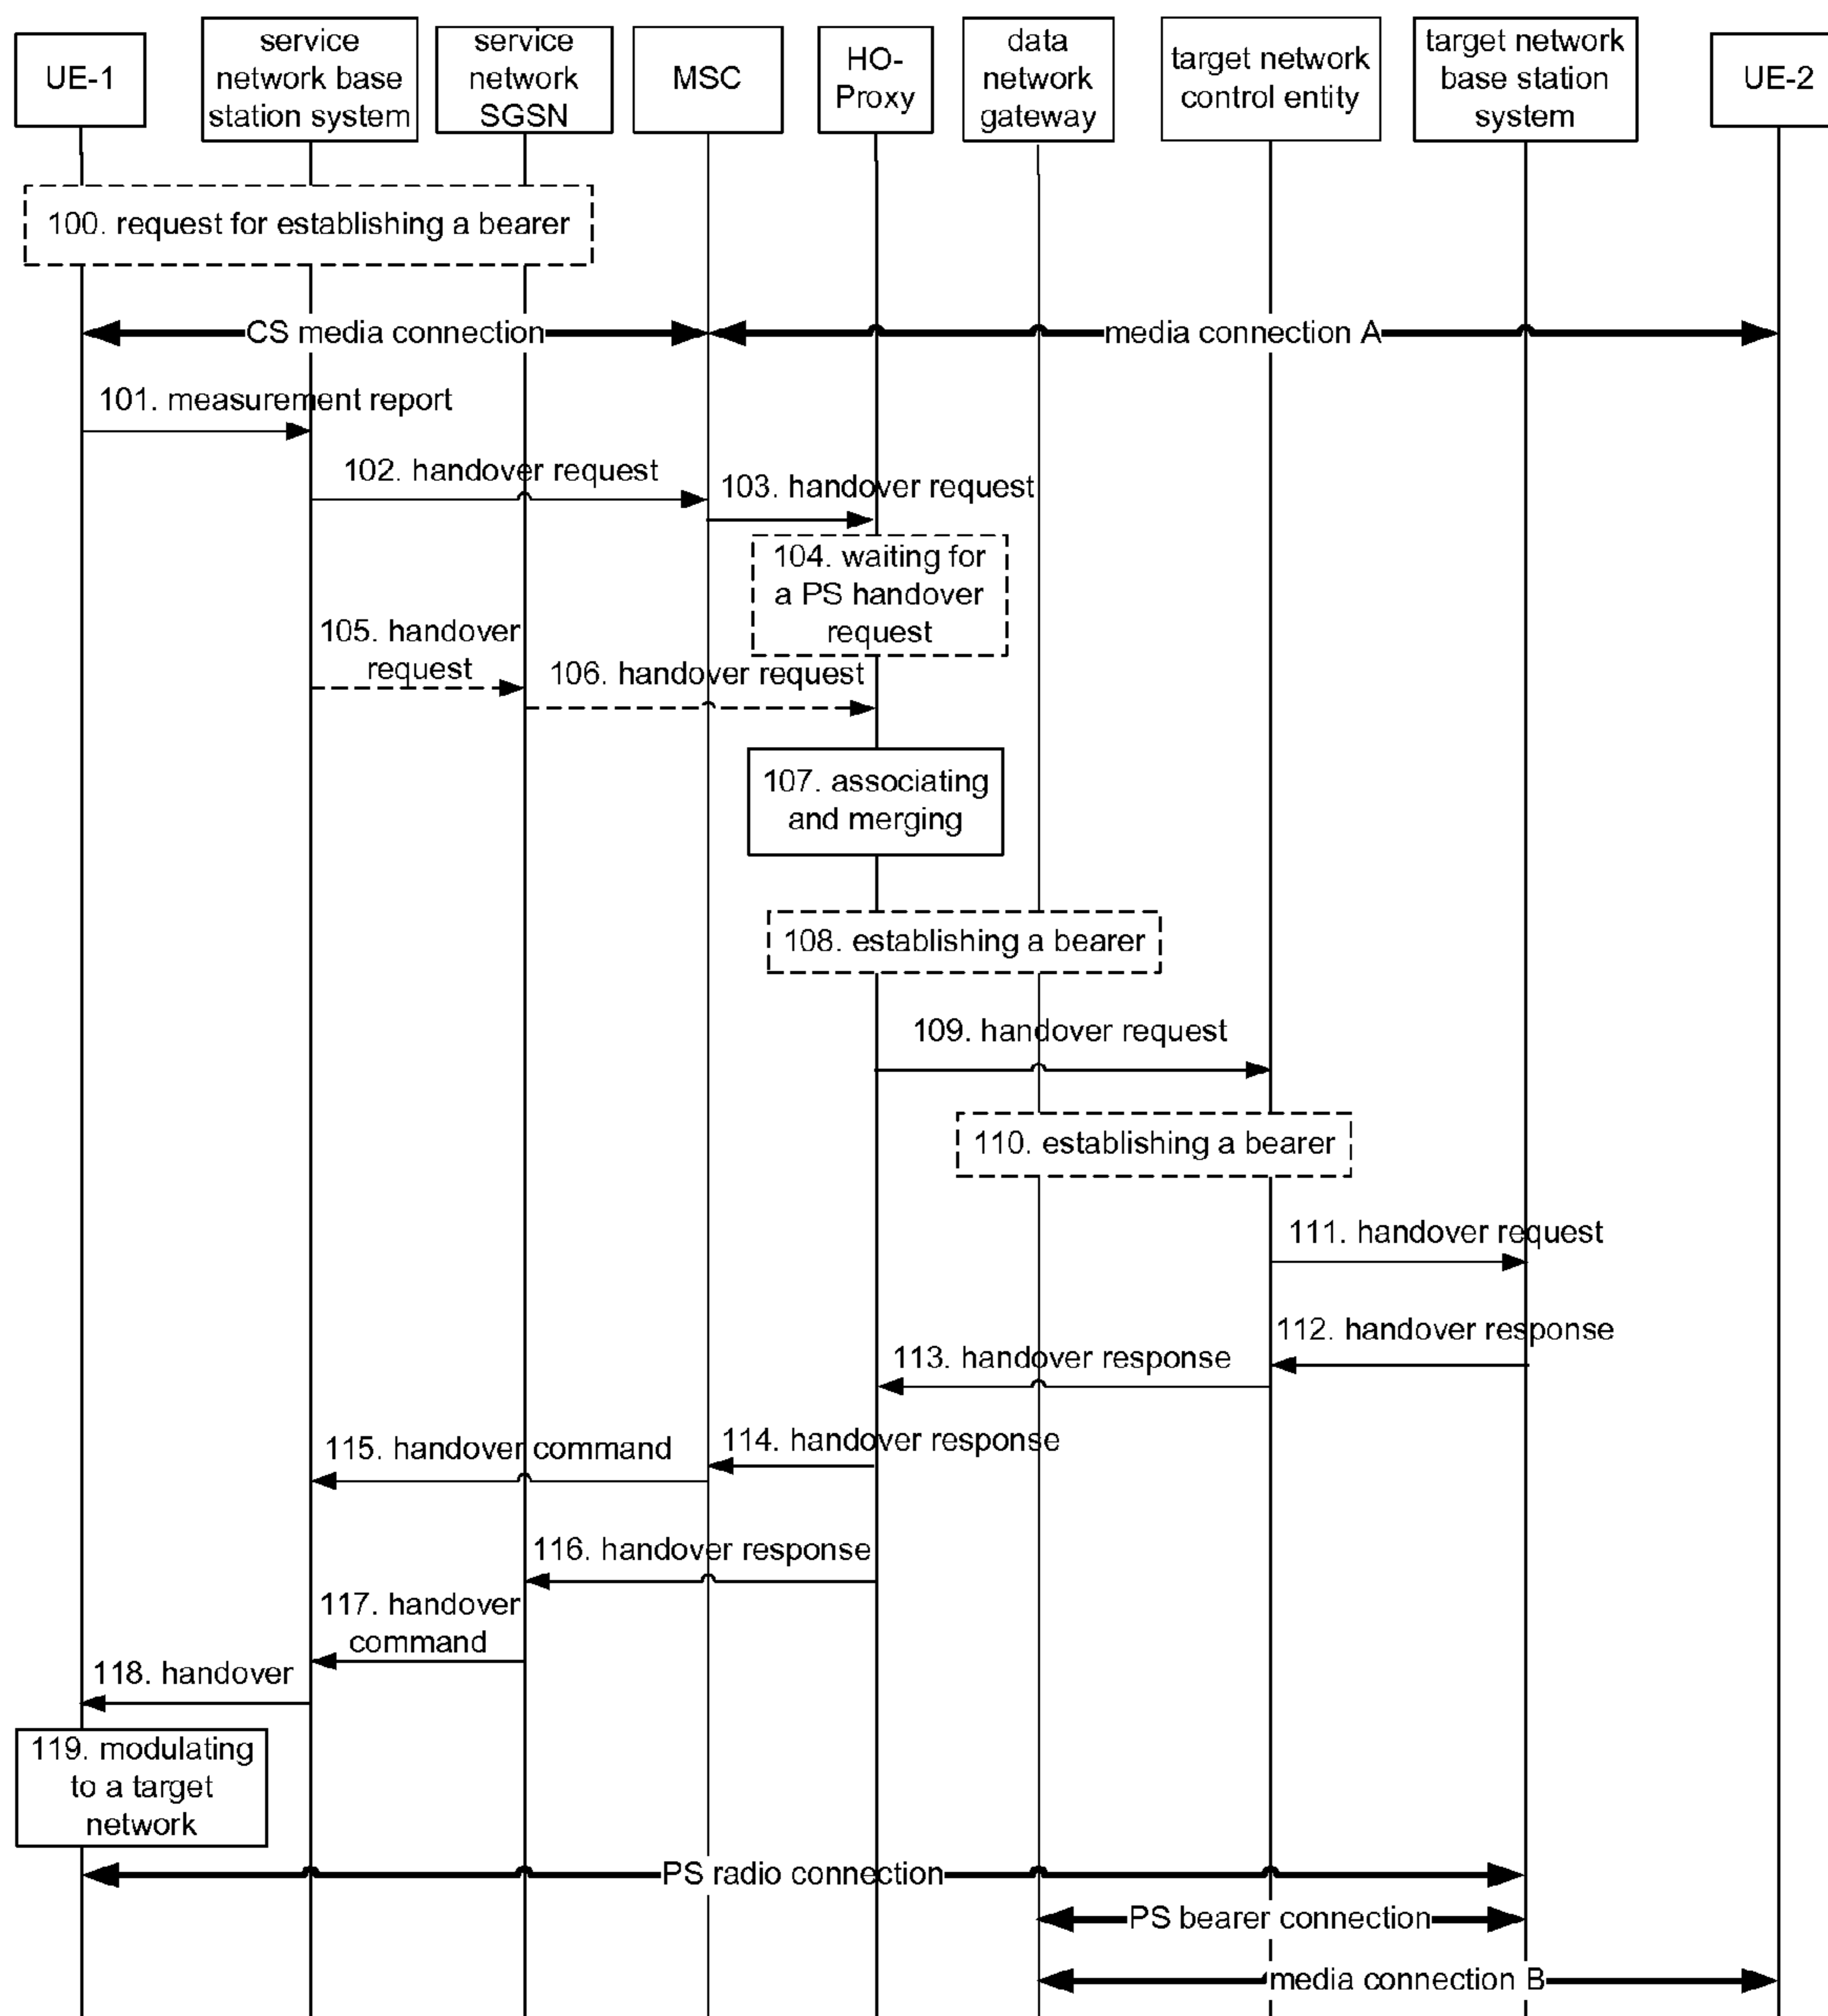 UE-1
service
network base
station system
service
network
SGSN
MSC
HO-
Proxy
data
network
gateway
target network
control entity
target network
base station
system
UE-2
100. request for establishing a bearer
CS media connection
media connection A
101. measurement report
102. handover request
103. handover request
104. waiting for
a PS handover
request
105. handover
request
106. handover request
107. associating
and merging
108. establishing a bearer
109. handover request
110. establishing a bearer
111. handover request
112. handover response
113. handover response
114. handover response
115. handover command
116. handover response
117. handover
command
118. handover
119. modulating
to a target
network
PS radio connection
PS bearer connection
media connection B